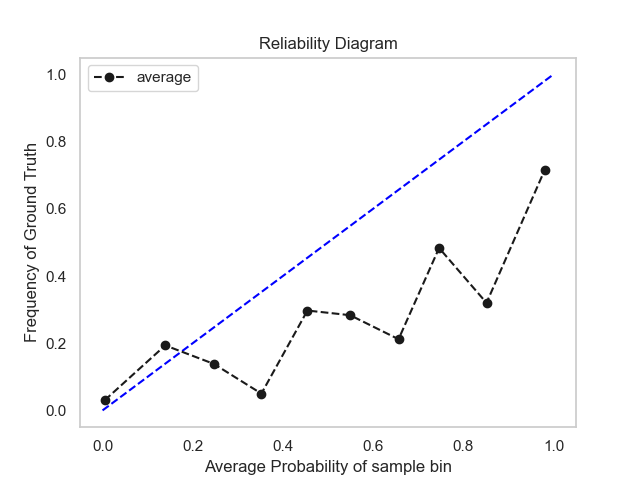 Reliability Diagram
average
Frequency of Ground Truth
1.0
0.8
0.6
0.4
0.2
0.0
0.0 0.2 0.4 0.6 0.8 1.0
Average Probability of sample bin